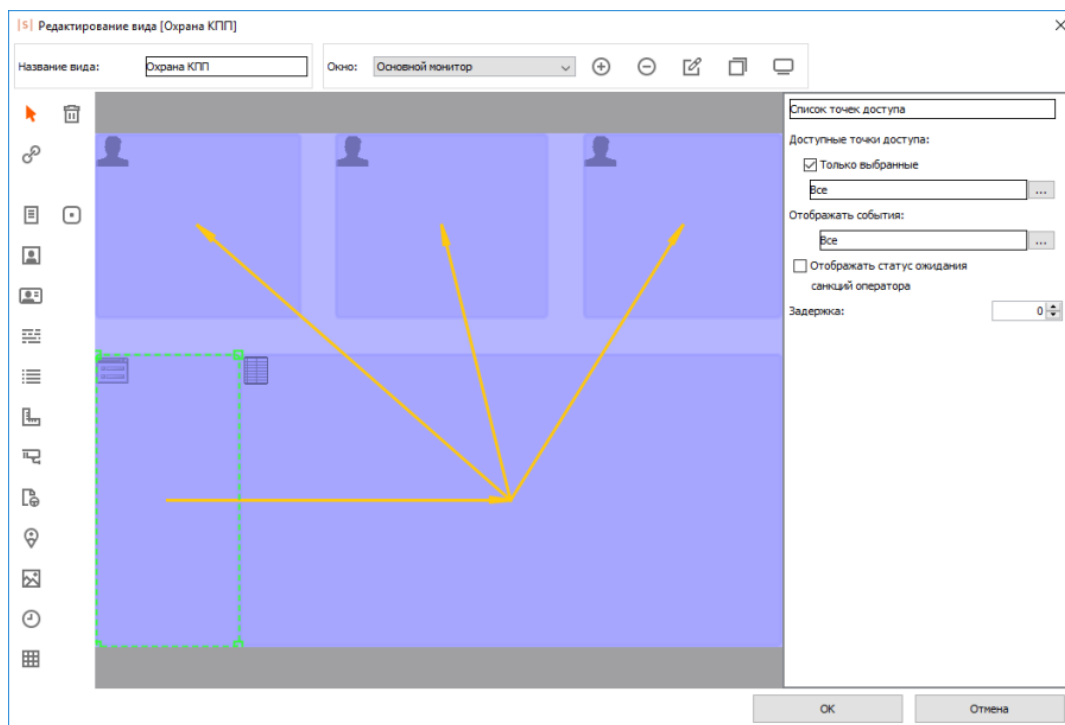 |S| Редактирование вида [Охрана КПП]
Название вида: Охрана КПП Окно: Основной монитор
Список точек доступа
Доступные точки доступа:
Только выбранные
Все ...
Отображать события:
Все ...
Отображать статус ожидания
санкций оператора
Задержка: 0
OK Отмена